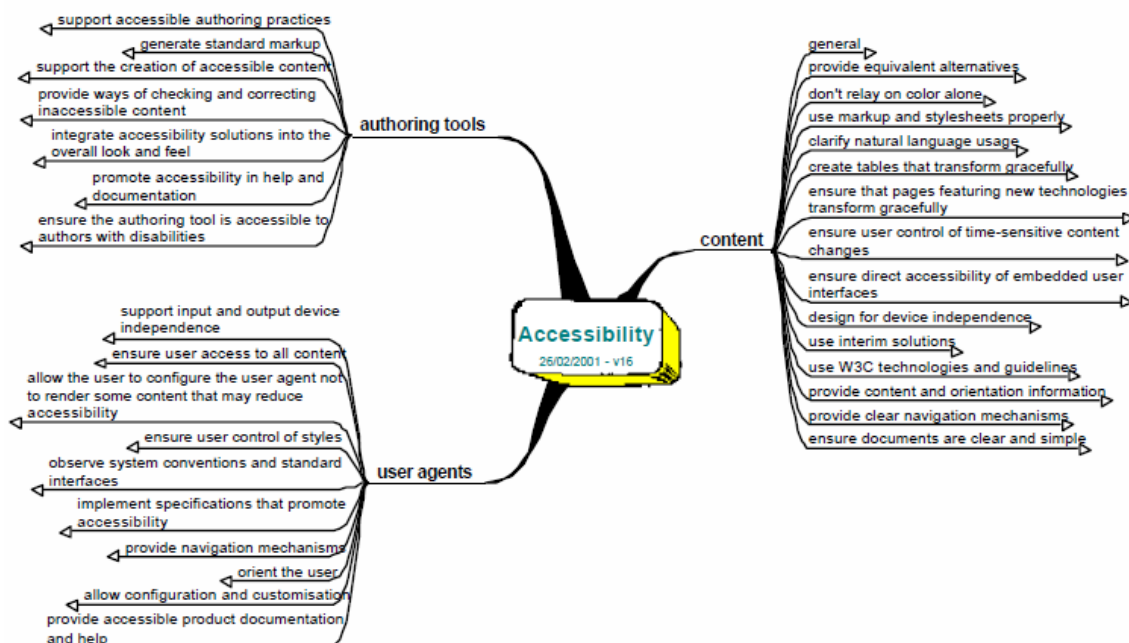 support accessible authoring practices
generate standard markup
support the creation of accessible content
provide ways of checking and correcting
inaccessible content
integrate accessibility solutions into the
overall look and feel
promote accessibility in help and
documentation
ensure the authoring tool is accessible to
authors with disabilities
authoring tools
support input and output device
independence
ensure user access to all content
allow the user to configure the user agent not
to render some content that may reduce
accessibility
ensure user control of styles
observe system conventions and standard
interfaces
implement specifications that promote
accessibility
provide navigation mechanisms
orient the user
allow configuration and customisation
provide accessible product documentation
and help
user agents
Accessibility
26/02/2001 - v16
content
general
provide equivalent alternatives
don't relay on color alone
use markup and stylesheets properly
clarify natural language usage
create tables that transform gracefully
ensure that pages featuring new technologies
transform gracefully
ensure user control of time-sensitive content
changes
ensure direct accessibility of embedded user
interfaces
design for device independence
use interim solutions
use W3C technologies and guidelines
provide content and orientation information
provide clear navigation mechanisms
ensure documents are clear and simple